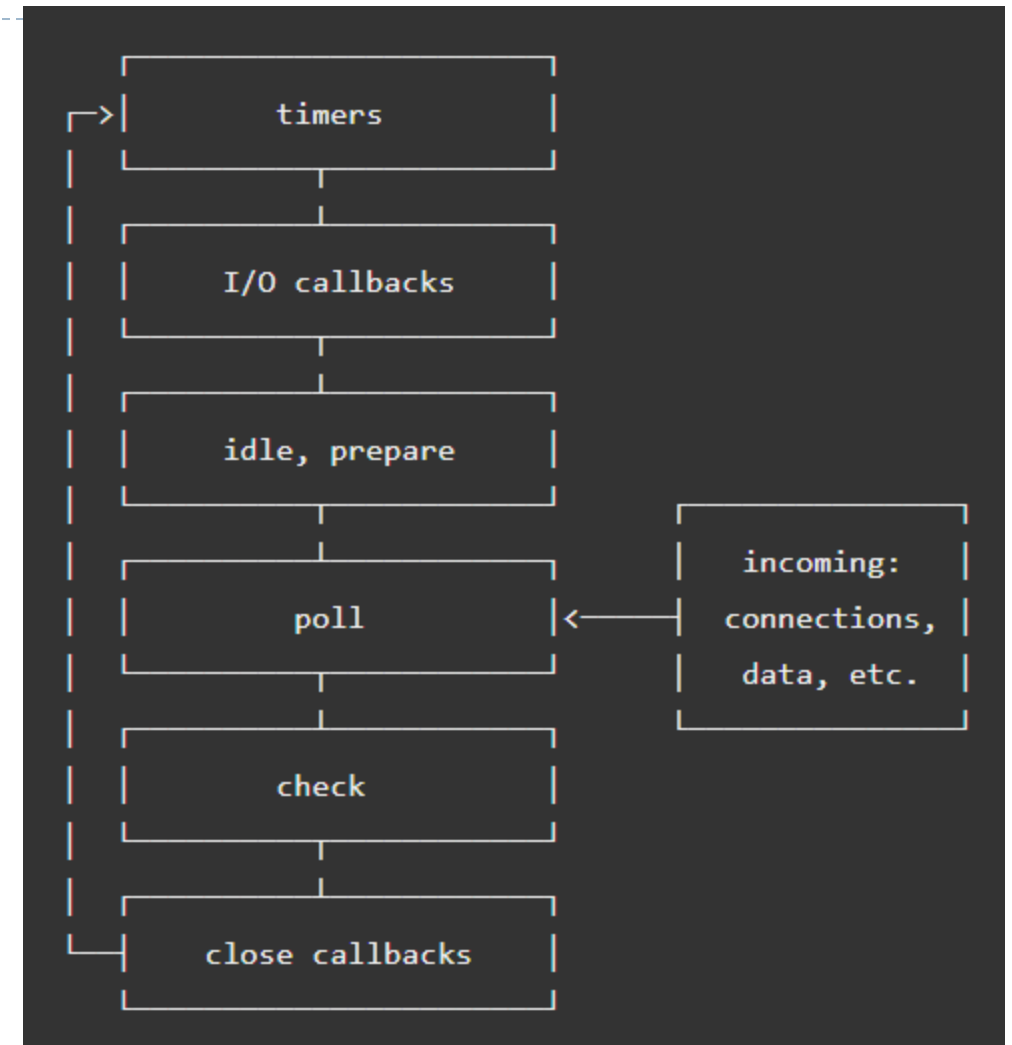 timers
I/O callbacks
idle, prepare
poll
incoming:
connections,
data, etc.
check
close callbacks